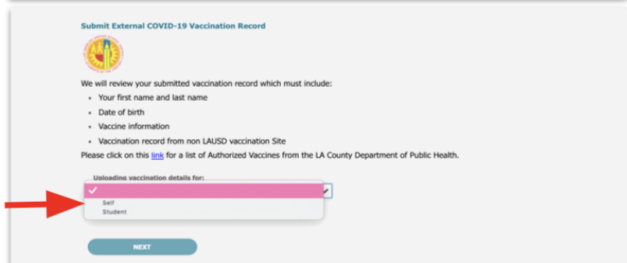 Submit External COVID-19 Vaccination Record
We will review your submitted vaccination record which must include:
• Your first name and last name
• Date of birth
• Vaccine information
• Vaccination record from non LAUSD vaccination Site
Please click on this link for a list of Authorized Vaccines from the LA County Department of Public Health.
Uploading vaccination details for:
Self
Student
NEXT